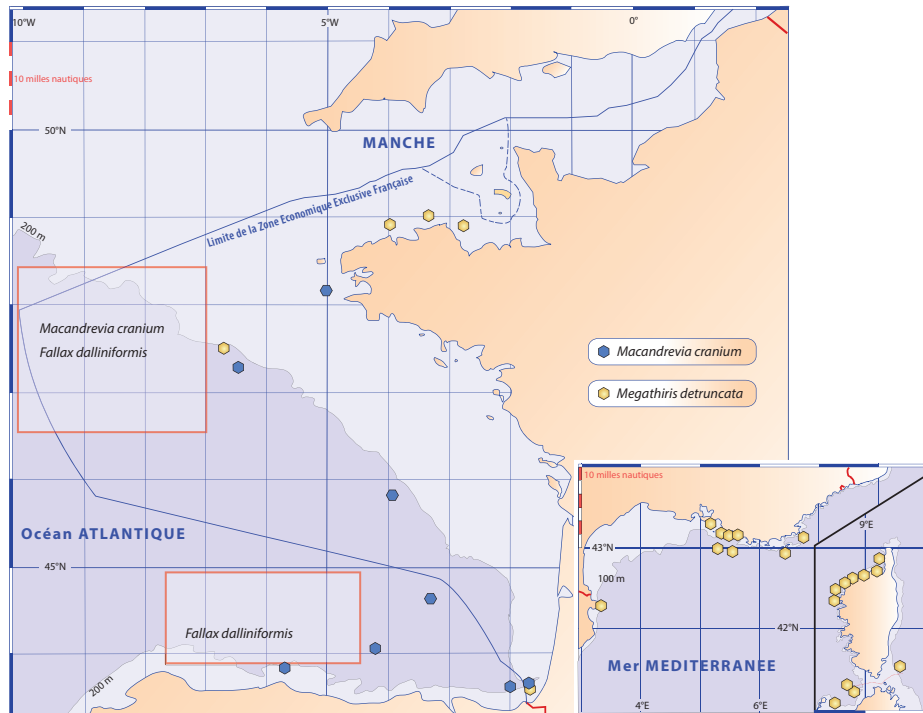 10°W
5°W
0°
10 milles nautiques
50°N
MANCHE
Limite de la Zone Economique Exclusive Française
200 m
Macandrevia cranium
Fallax dalliniformis
Macandrevia cranium
Megathiris detruncata
Océan ATLANTIQUE
45°N
Fallax dalliniformis
200 m
10 milles nautiques
9°E
43°N
100 m
42°N
Mer MEDITERRANEE
4°E
6°E